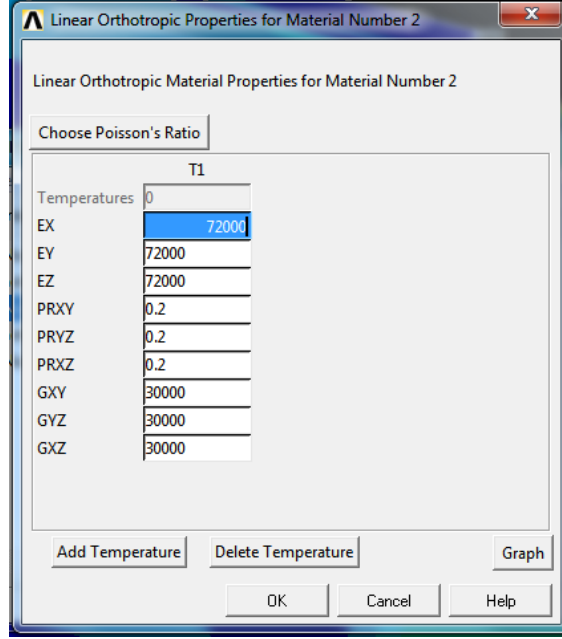 Linear Orthotropic Properties for Material Number 2
Linear Orthotropic Material Properties for Material Number 2
Choose Poisson's Ratio
T1
Temperatures 0
EX 72000
EY 72000
EZ 72000
PRXY 0.2
PRYZ 0.2
PRXZ 0.2
GXY 30000
GYZ 30000
GXZ 30000
Add Temperature Delete Temperature Graph
OK Cancel Help